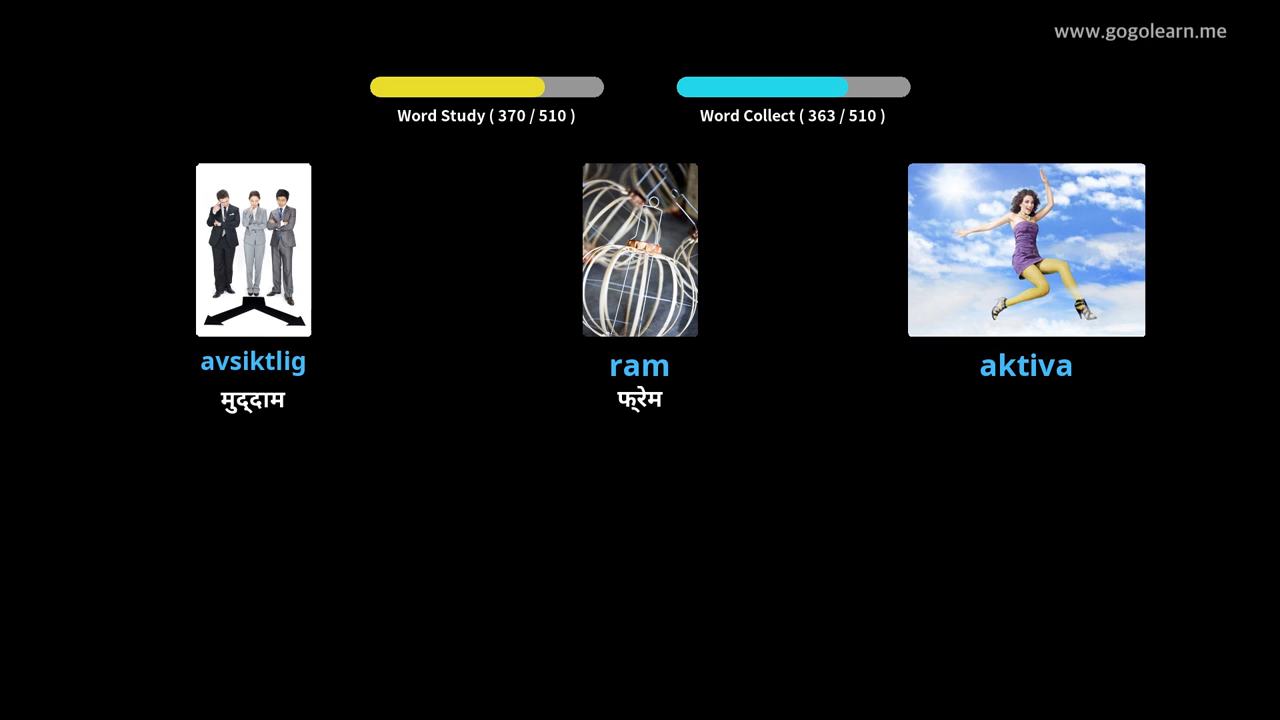 www.gogolearn.me
Word Study ( 370 / 510 )
Word Collect ( 363 / 510 )
avsiktlig
मुद्‌दाम
ram
फ्रेम
aktiva